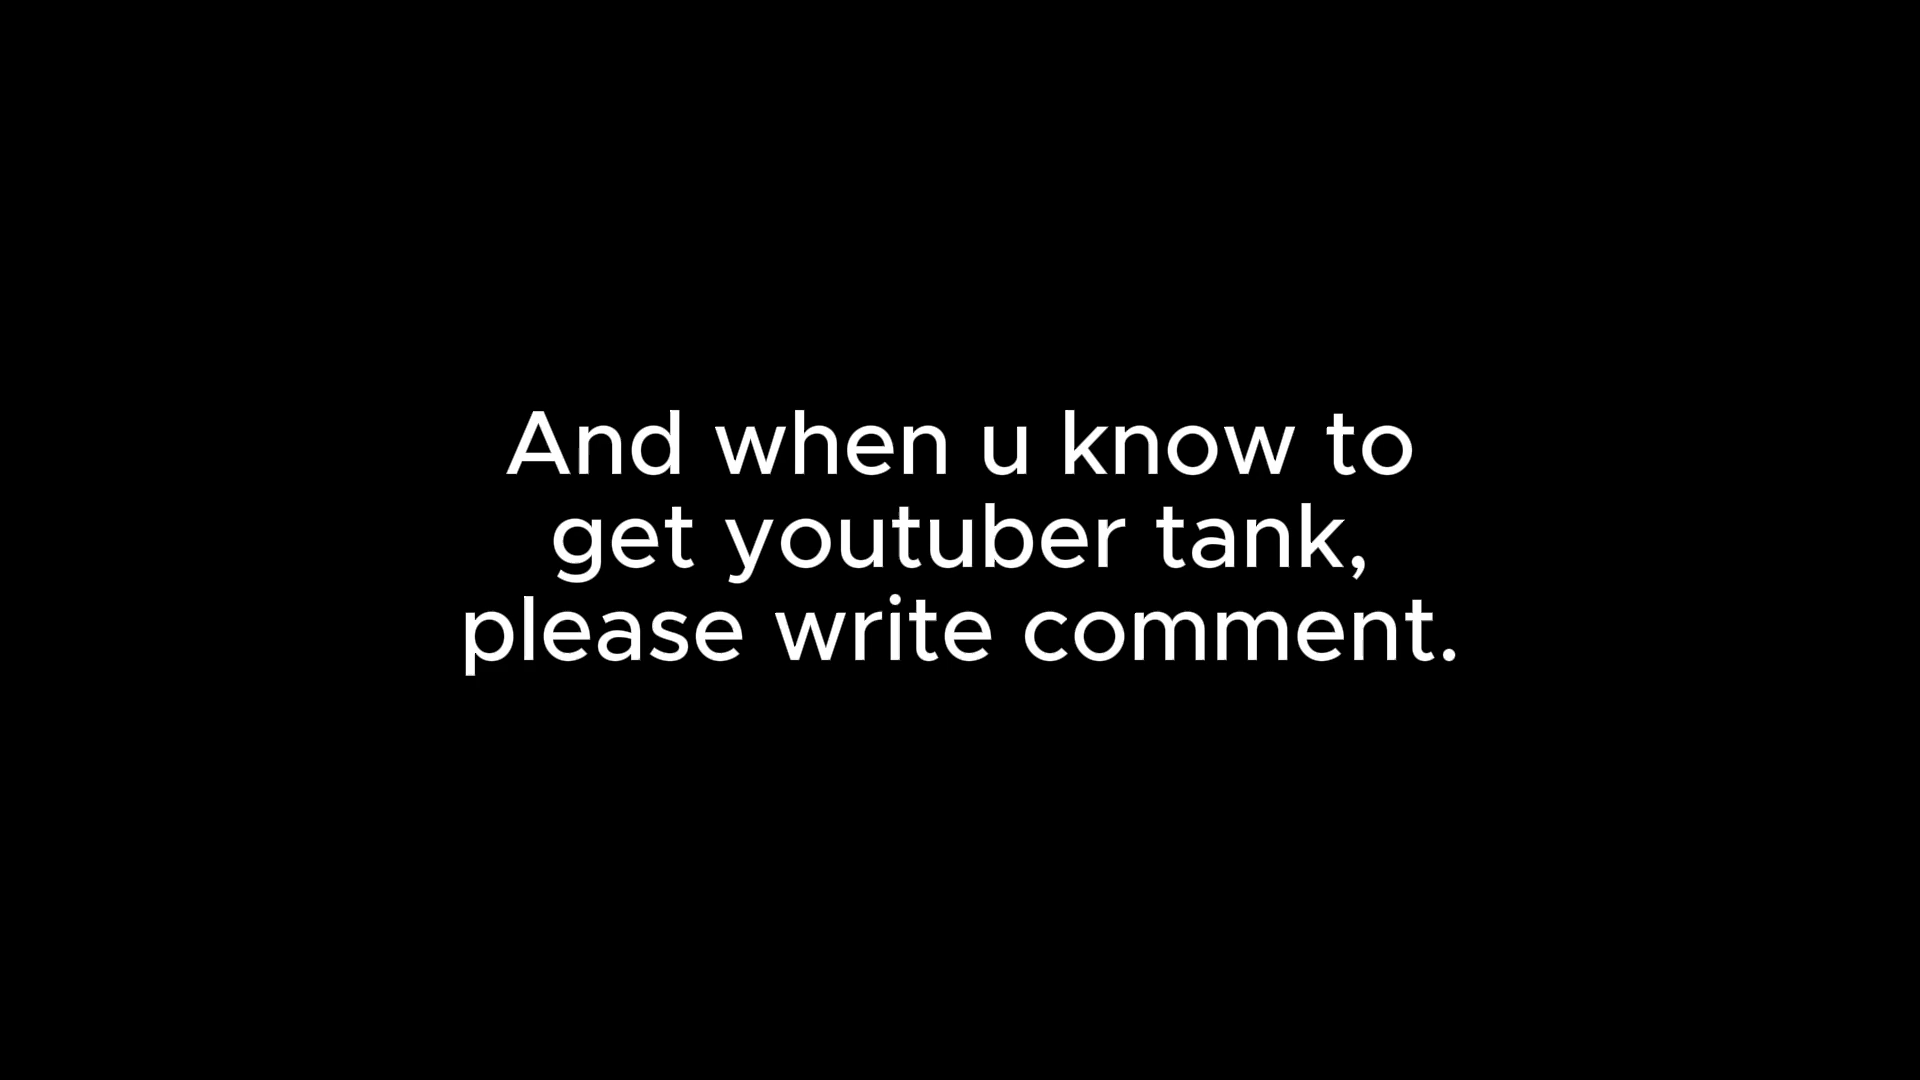 And when u know to
get youtuber tank,
please write comment.